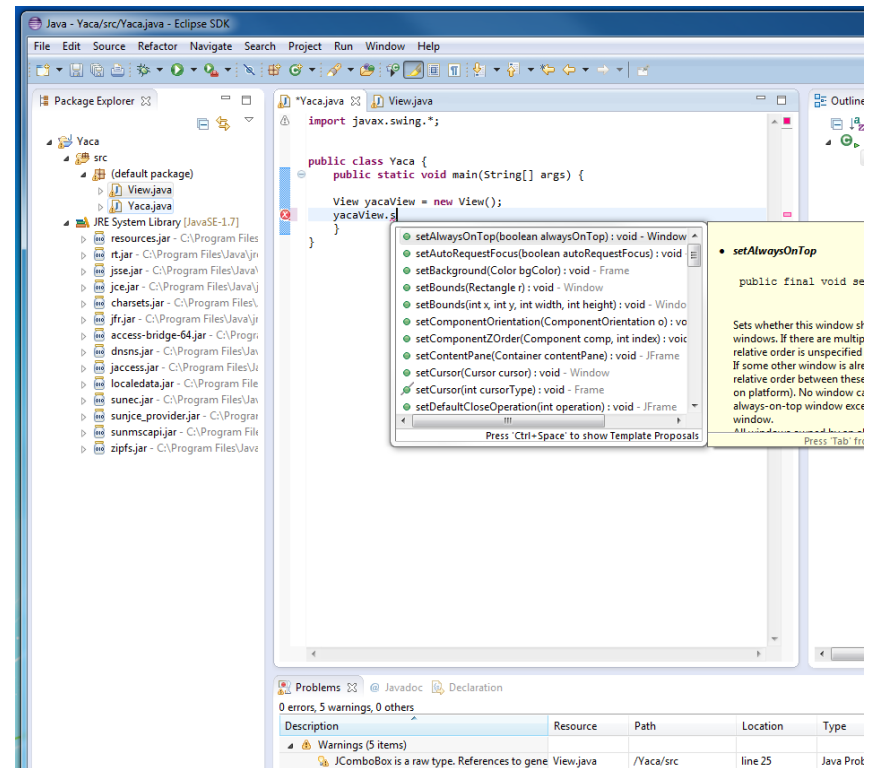 Java - Yaca/src/Yaca.java - Eclipse SDK
File Edit Source Refactor Navigate Search Project Run Window Help
Package Explorer
Yaca
src
(default package)
View.java
Yaca.java
JRE System Library [JavaSE-1.7]
resources.jar - C:\Program Files
rt.jar - C:\Program Files\Java\jre
jsse.jar - C:\Program Files\Java\
jce.jar - C:\Program Files\Java\j
charsets.jar - C:\Program Files\
jfr.jar - C:\Program Files\Java\jr
access-bridge-64.jar - C:\Progra
dnsns.jar - C:\Program Files\Jav
jaccess.jar - C:\Program Files\Ja
localedata.jar - C:\Program Files
sunec.jar - C:\Program Files\Jav
sunjce_provider.jar - C:\Program
sunmscapi.jar - C:\Program File
zipfs.jar - C:\Program Files\Java
*Yaca.java View.java
import javax.swing.*;
public class Yaca {
public static void main(String[] args) {
View yacaView = new View();
yacaView.s
}
}
setAlwaysOnTop(boolean alwaysOnTop) : void - Window
setAutoRequestFocus(boolean autoRequestFocus) : void
setBackground(Color bgColor) : void - Frame
setBounds(Rectangle r) : void - Window
setBounds(int x, int y, int width, int height) : void - Windo
setComponentOrientation(ComponentOrientation o) : vo
setComponentZOrder(Component comp, int index) : void
setContentPane(Container contentPane) : void - JFrame
setCursor(Cursor cursor) : void - Window
setCursor(int cursorType) : void - Frame
setDefaultCloseOperation(int operation) : void - JFrame
Press 'Ctrl+Space' to show Template Proposals
Outline
• setAlwaysOnTop
public final void se
Sets whether this window sh
windows. If there are multip
relative order is unspecified
If some other window is alre
relative order between these
on platform). No window ca
always-on-top window exce
window.
Press 'Tab' fro
Problems @ Javadoc Declaration
0 errors, 5 warnings, 0 others
Description Resource Path Location Type
Warnings (5 items)
JComboBox is a raw type. References to gene View.java /Yaca/src line 25 Java Prob